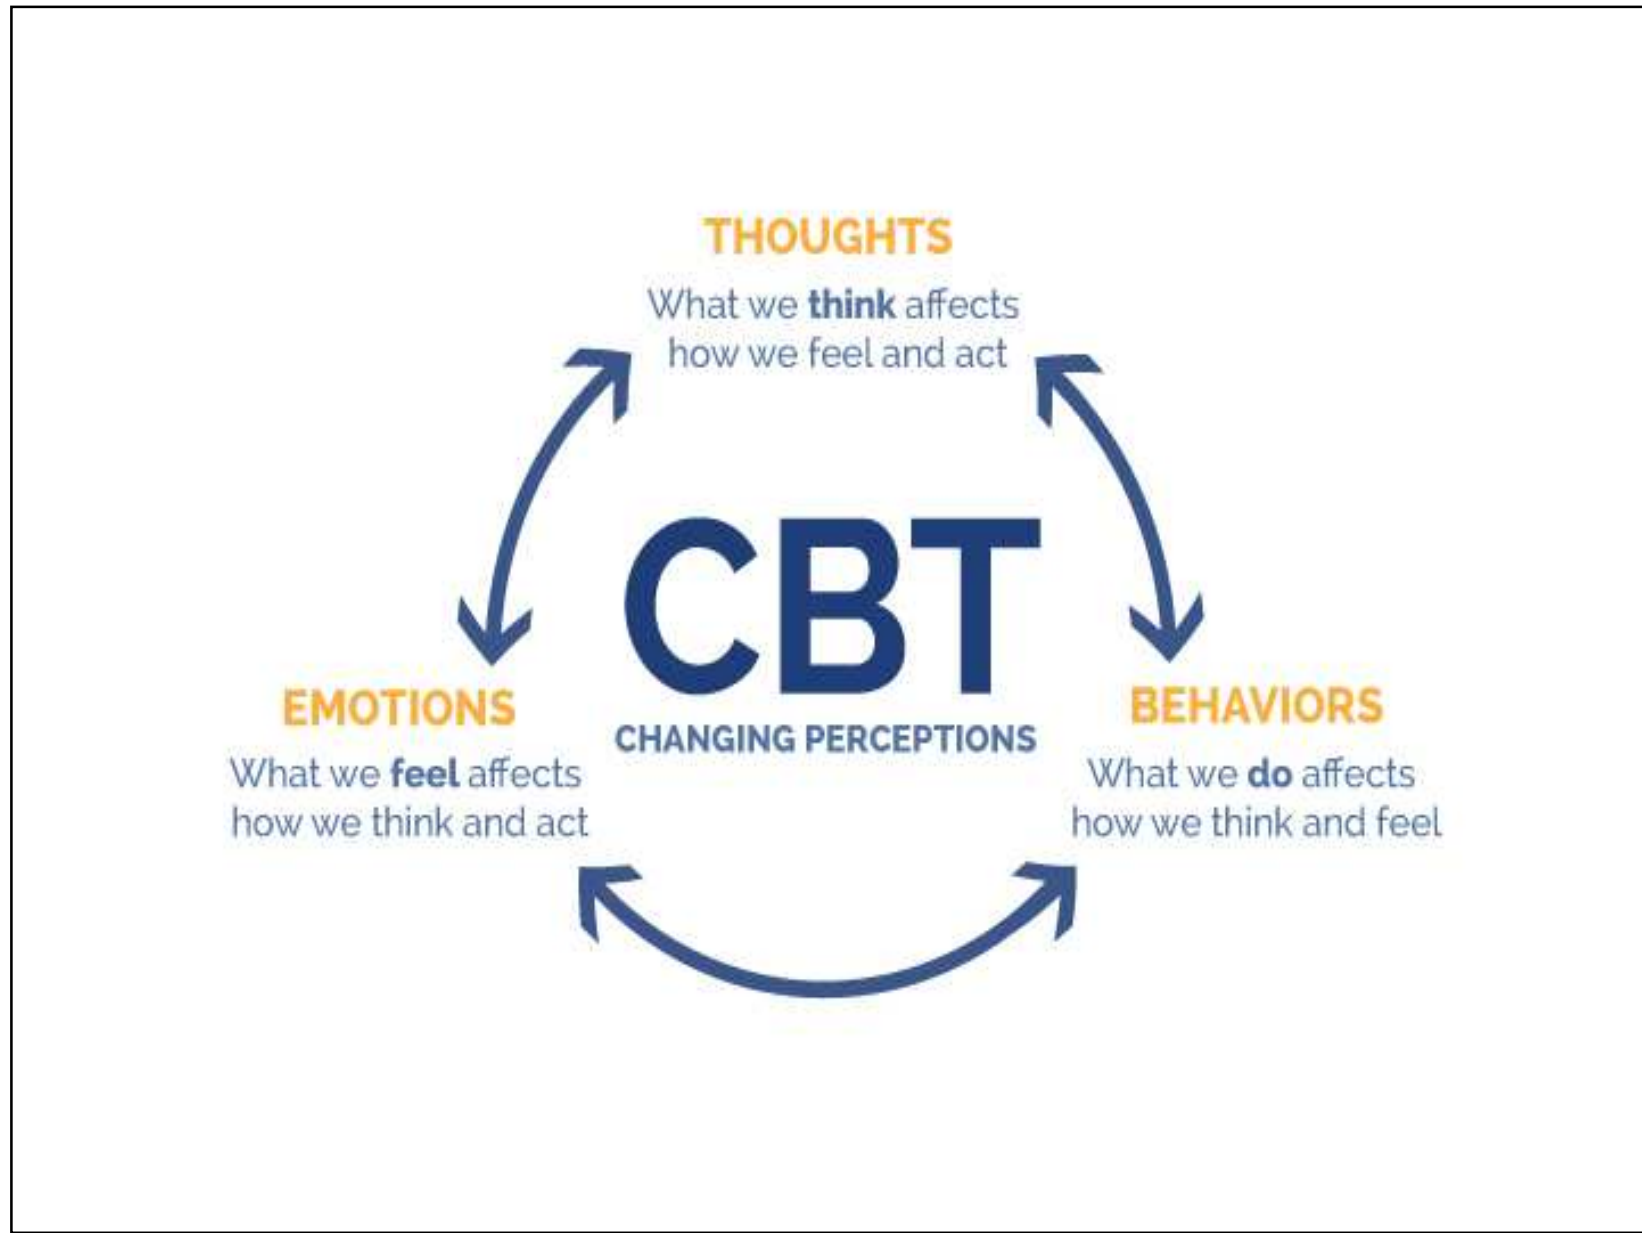 THOUGHTS
What we think affects
how we feel and act
CBT
CHANGING PERCEPTIONS
EMOTIONS
What we feel affects
how we think and act
BEHAVIORS
What we do affects
how we think and feel